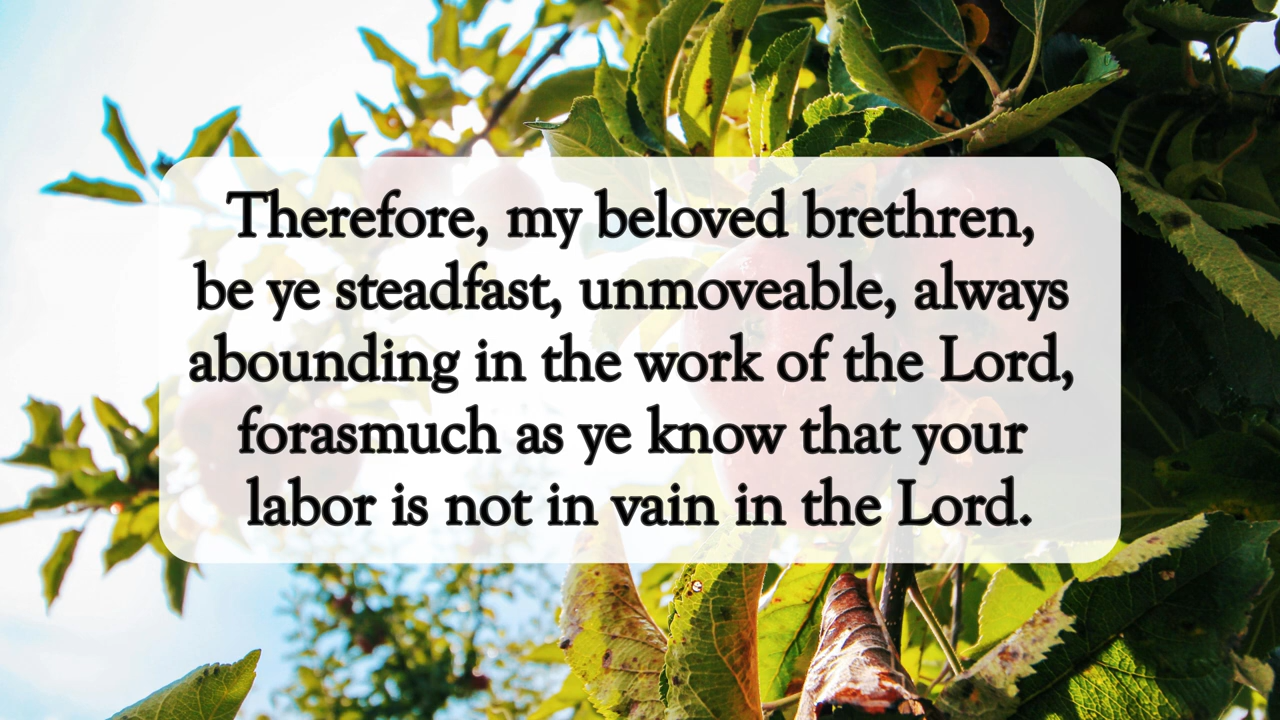 Therefore, my beloved brethren,
be ye steadfast, unmoveable, always
abounding in the work of the Lord,
forasmuch as ye know that your
labor is not in vain in the Lord.